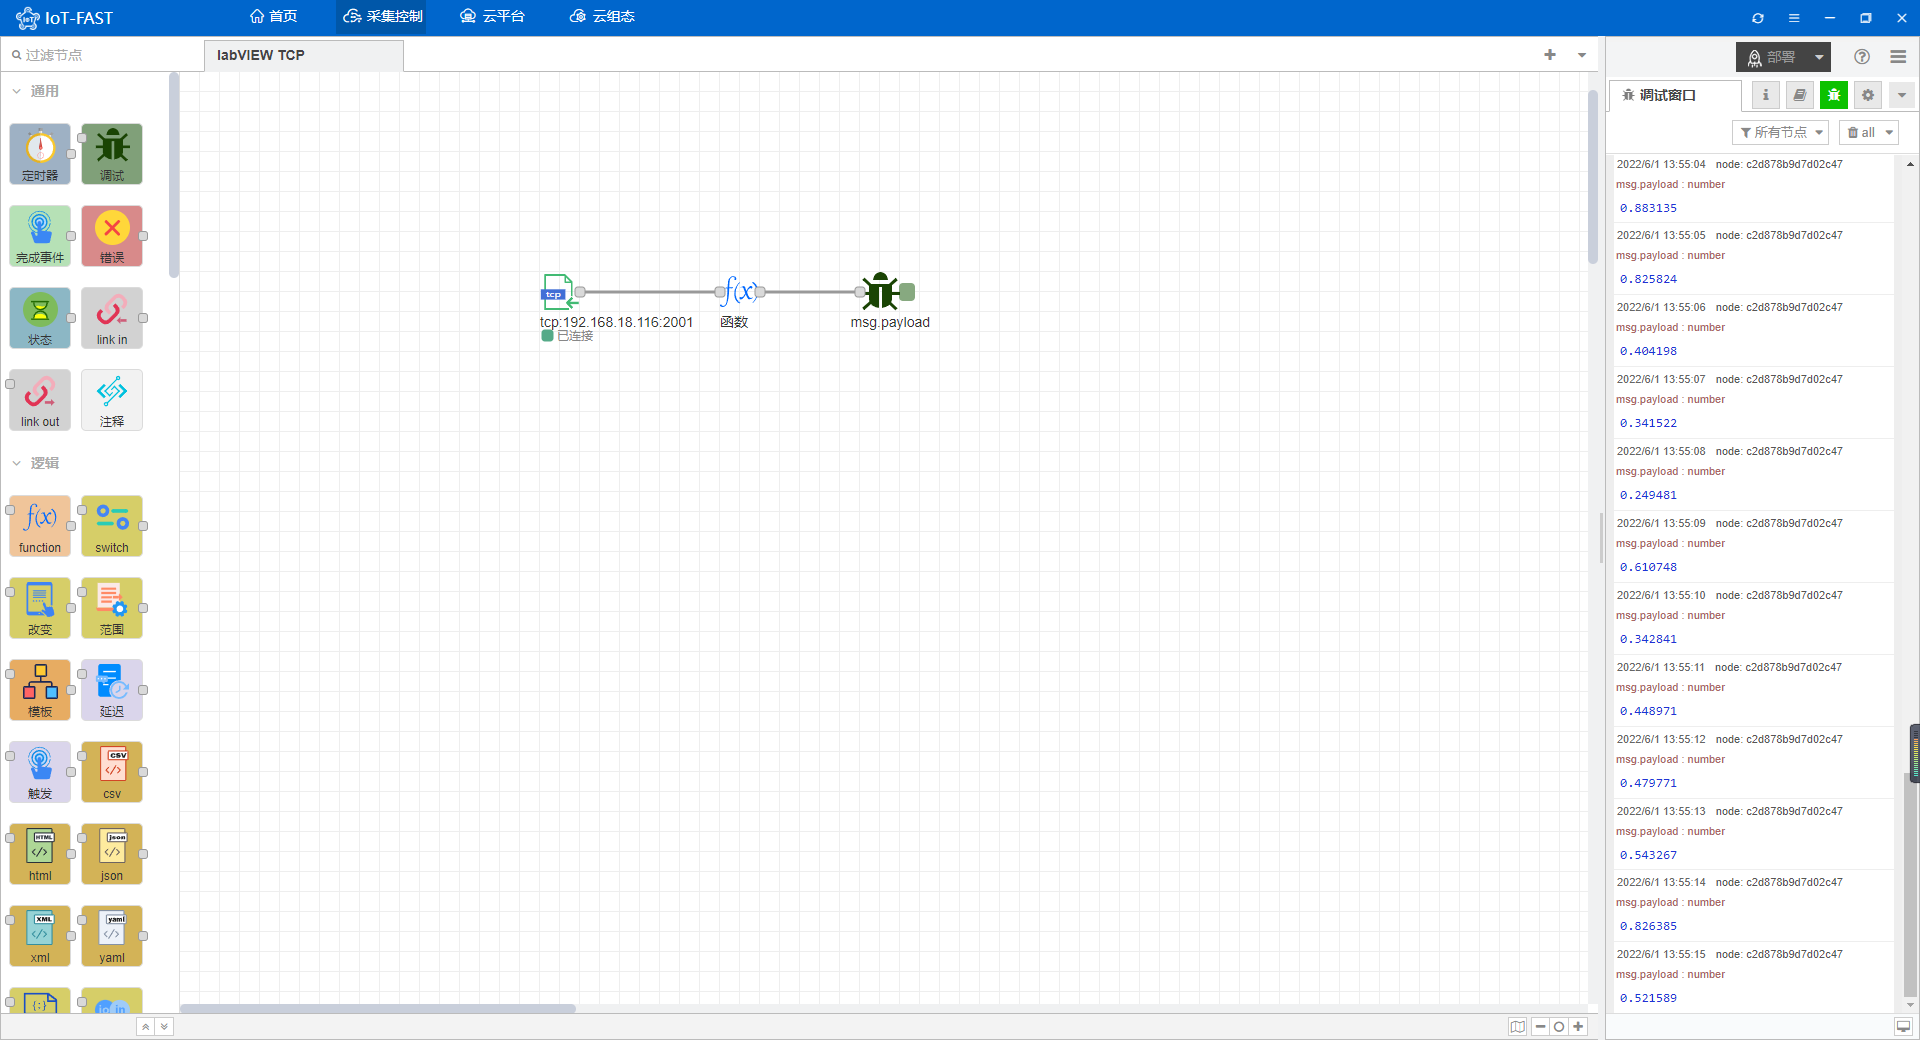 IoT-FAST
首页
采集控制
云平台
云组态
过滤节点
labVIEW TCP
部署
通用
定时器
调试
完成事件
错误
状态
link in
link out
注释
逻辑
f(x)
function
switch
改变
范围
模板
延迟
触发
CSV
csv
HTML
html
json
json
XML
xml
yaml
yaml
tcp
f(x)
tcp:192.168.18.116:2001
函数
msg.payload
已连接
调试窗口
所有节点
all
2022/6/1 13:55:04 node: c2d878b9d7d02c47
msg.payload : number
0.883135
2022/6/1 13:55:05 node: c2d878b9d7d02c47
msg.payload : number
0.825824
2022/6/1 13:55:06 node: c2d878b9d7d02c47
msg.payload : number
0.404198
2022/6/1 13:55:07 node: c2d878b9d7d02c47
msg.payload : number
0.341522
2022/6/1 13:55:08 node: c2d878b9d7d02c47
msg.payload : number
0.249481
2022/6/1 13:55:09 node: c2d878b9d7d02c47
msg.payload : number
0.610748
2022/6/1 13:55:10 node: c2d878b9d7d02c47
msg.payload : number
0.342841
2022/6/1 13:55:11 node: c2d878b9d7d02c47
msg.payload : number
0.448971
2022/6/1 13:55:12 node: c2d878b9d7d02c47
msg.payload : number
0.479771
2022/6/1 13:55:13 node: c2d878b9d7d02c47
msg.payload : number
0.543267
2022/6/1 13:55:14 node: c2d878b9d7d02c47
msg.payload : number
0.826385
2022/6/1 13:55:15 node: c2d878b9d7d02c47
msg.payload : number
0.521589